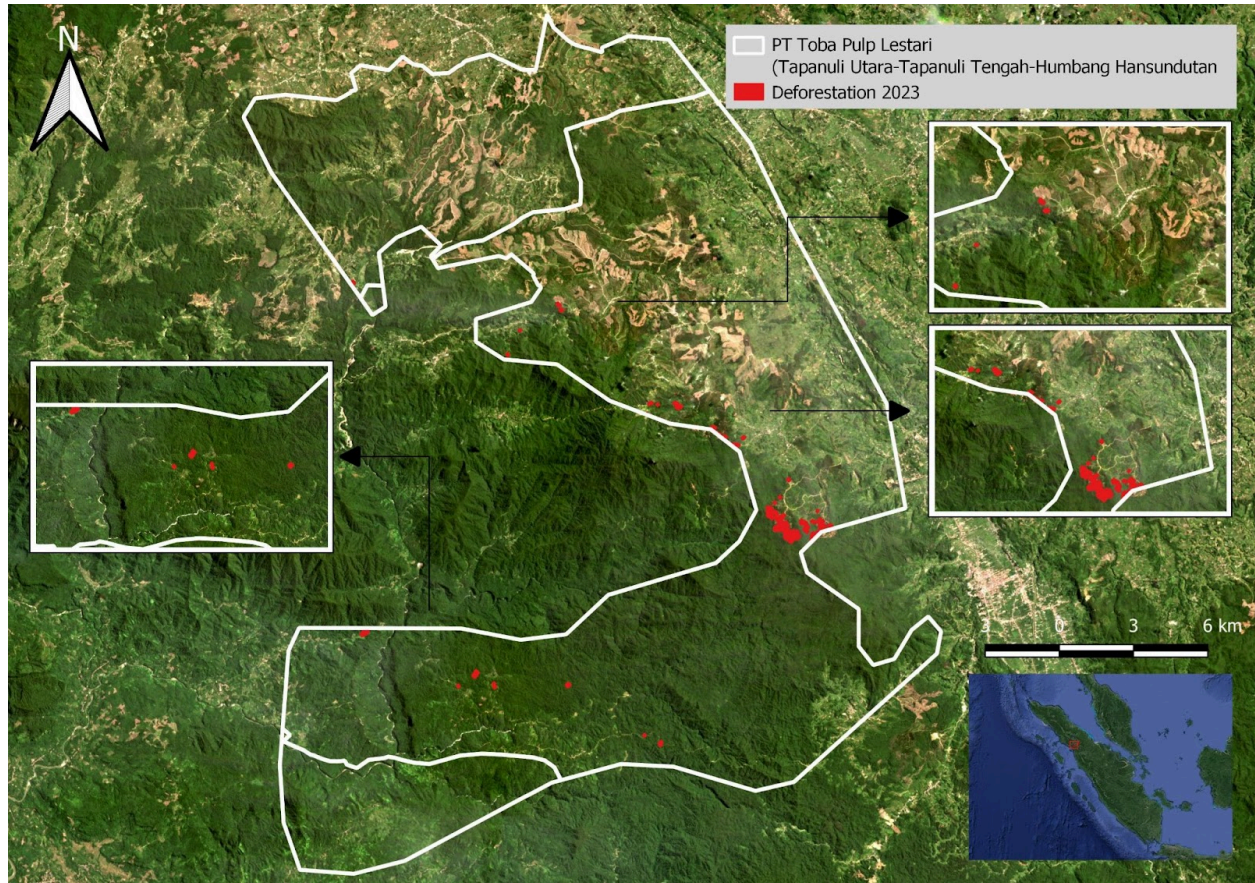 N
PT Toba Pulp Lestari
(Tapanuli Utara-Tapanuli Tengah-Humbang Hansundutan
Deforestation 2023
3 0 3 6 km